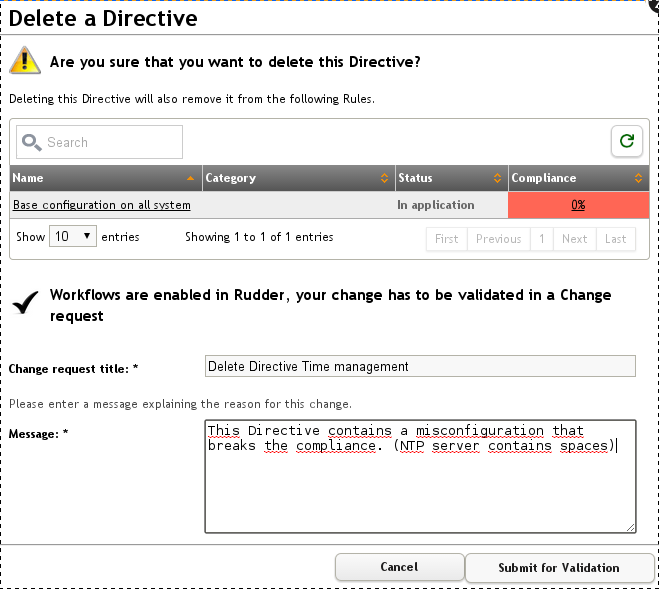 Delete a Directive
Are you sure that you want to delete this Directive?
Deleting this Directive will also remove it from the following Rules.
Search
Name Category Status Compliance
Base configuration on all system In application 0%
Show 10 entries Showing 1 to 1 of 1 entries First Previous 1 Next Last
Workflows are enabled in Rudder, your change has to be validated in a Change
request
Change request title: * Delete Directive Time management
Please enter a message explaining the reason for this change.
Message: * This Directive contains a misconfiguration that
breaks the compliance. (NTP server contains spaces)
Cancel Submit for Validation